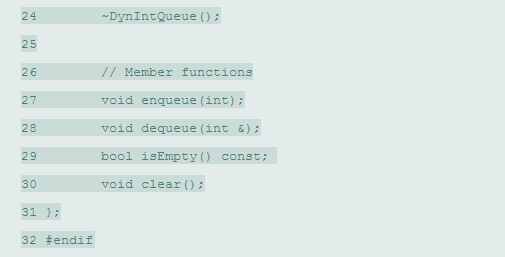 24 ~DynIntQueue();
25
26 // Member functions
27 void enqueue(int);
28 void dequeue(int &);
29 bool isEmpty() const;
30 void clear();
31 };
32 #endif